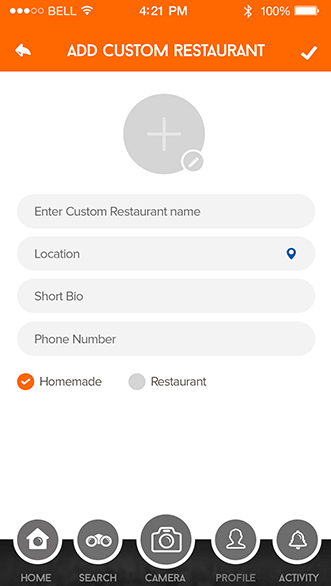 BELL 4:21 PM 100%
ADD CUSTOM RESTAURANT
Enter Custom Restaurant name
Location
Short Bio
Phone Number
Homemade Restaurant
HOME SEARCH CAMERA PROFILE ACTIVITY